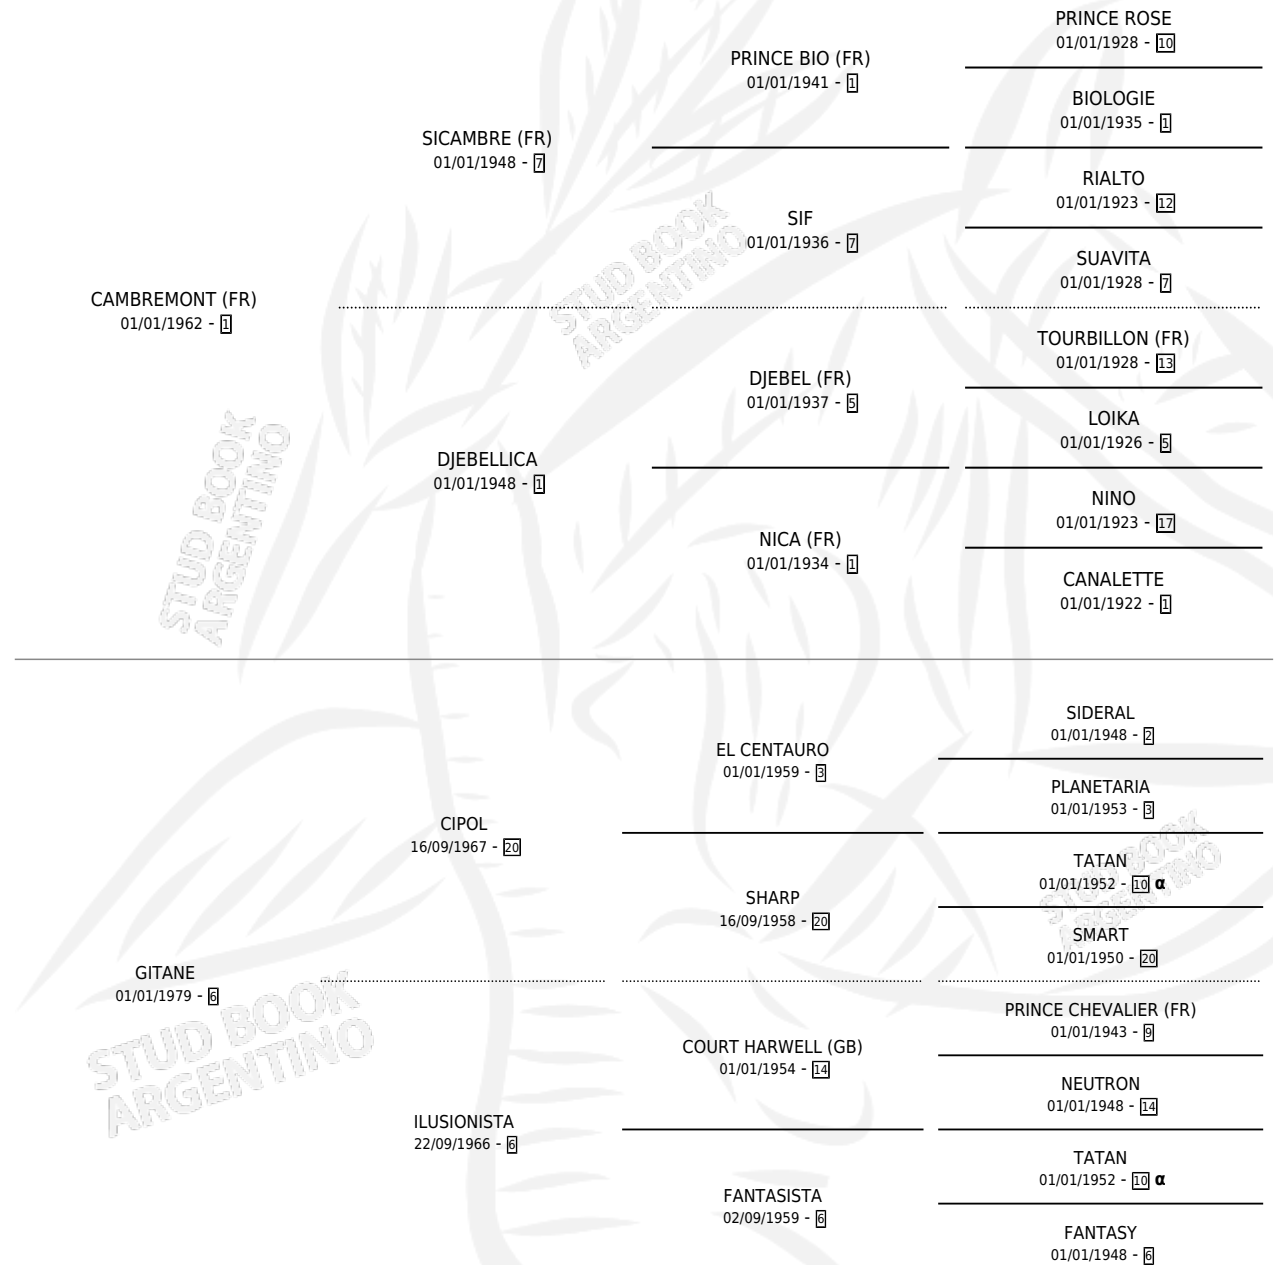 PRINCE ROSE
01/01/1928 - 10
PRINCE BIO (FR)
01/01/1941 - 1
BIOLOGIE
01/01/1935 - 1
SICAMBRE (FR)
01/01/1948 - 7
RIALTO
01/01/1923 - 12
SIF
01/01/1936 - 7
SUAVITA
01/01/1928 - 7
STUD BOOK
ARGENTINO
CAMBREMONT (FR)
01/01/1962 - 1
TOURBILLON (FR)
01/01/1928 - 13
DJEBEL (FR)
01/01/1937 - 5
LOIKA
01/01/1926 - 5
DJEBELLICA
01/01/1948 - 1
NINO
01/01/1923 - 17
NICA (FR)
01/01/1934 - 1
CANALETTE
01/01/1922 - 1
STUD BOOK
ARGENTINO
SIDERAL
01/01/1948 - 2
EL CENTAURO
01/01/1959 - 3
PLANETARIA
01/01/1953 - 3
CIPOL
16/09/1967 - 20
TATAN
01/01/1952 - 10 α
SHARP
16/09/1958 - 20
SMART
01/01/1950 - 20
STUD BOOK
ARGENTINO
GITANE
01/01/1979 - 6
PRINCE CHEVALIER (FR)
01/01/1943 - 9
COURT HARWELL (GB)
01/01/1954 - 14
NEUTRON
01/01/1948 - 14
STUD BOOK
ARGENTINO
ILUSIONISTA
22/09/1966 - 6
TATAN
01/01/1952 - 10 α
FANTASISTA
02/09/1959 - 6
FANTASY
01/01/1948 - 6